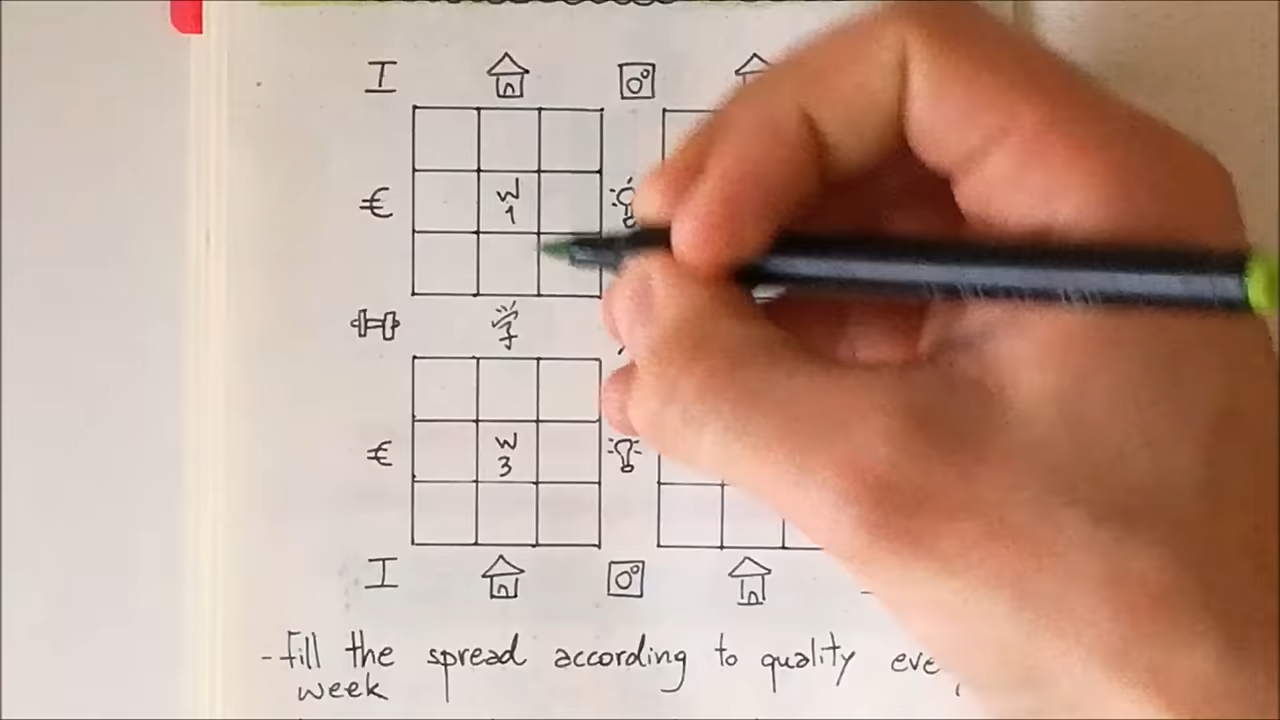 I
€
W
1
€
W
3
I
- Fill the spread according to quality
week